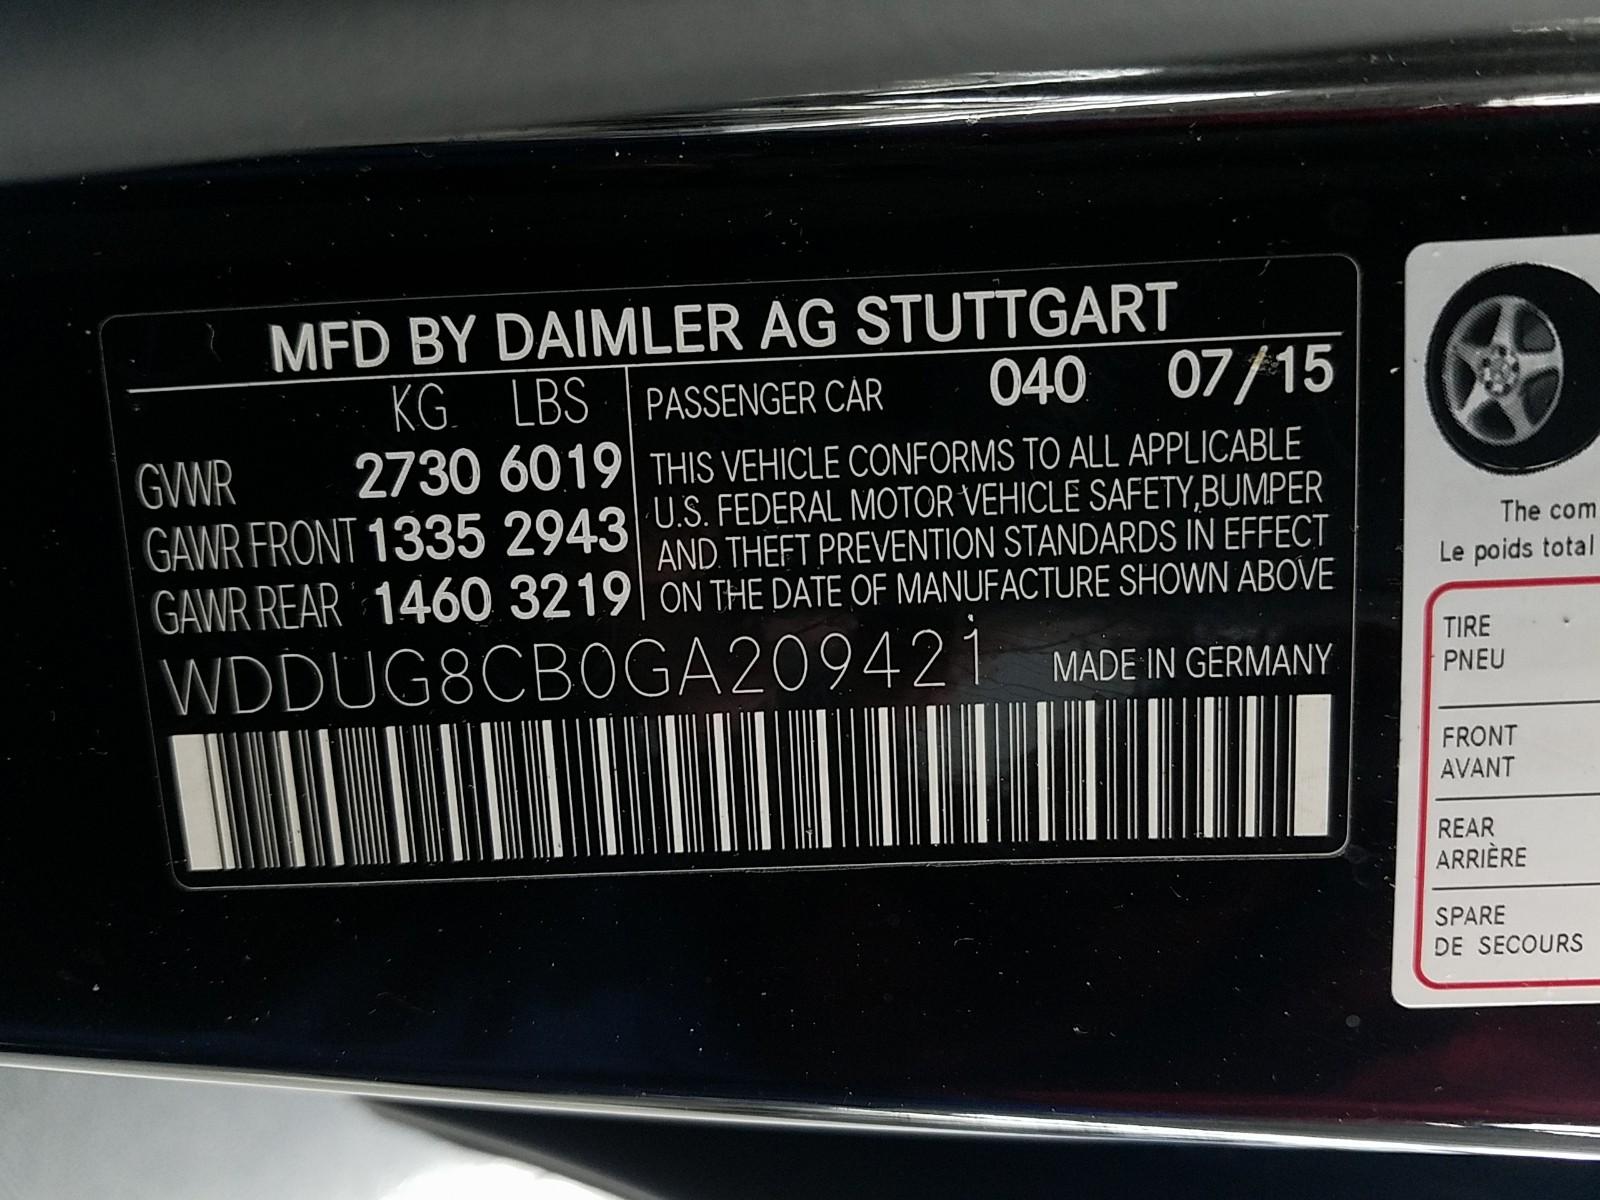 MFD BY DAIMLER AG STUTTGART
KG LBS
PASSENGER CAR 040 07/15
GVWR 2730 6019
GAWR FRONT 1335 2943
GAWR REAR 1460 3219
THIS VEHICLE CONFORMS TO ALL APPLICABLE
U.S. FEDERAL MOTOR VEHICLE SAFETY, BUMPER
AND THEFT PREVENTION STANDARDS IN EFFECT
ON THE DATE OF MANUFACTURE SHOWN ABOVE
WDDUG8CB0GA209421 MADE IN GERMANY
The com
Le poids total
TIRE
PNEU
FRONT
AVANT
REAR
ARRIÈRE
SPARE
DE SECOURS